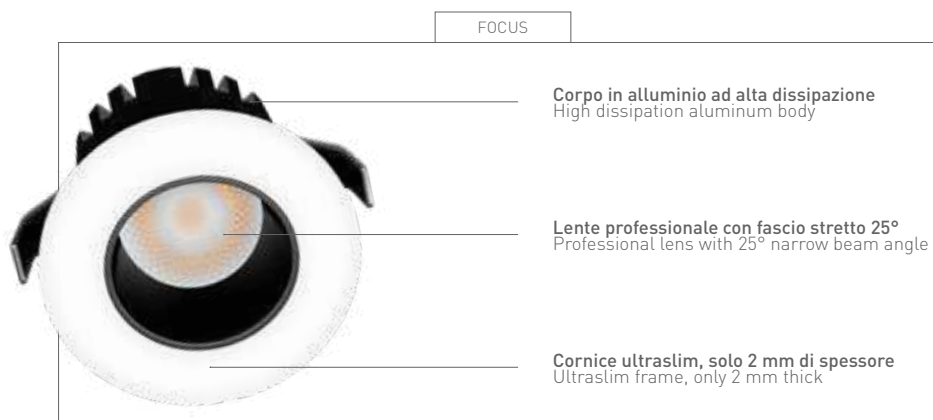 FOCUS
Corpo in alluminio ad alta dissipazione
High dissipation aluminum body
Lente professionale con fascio stretto 25°
Professional lens with 25° narrow beam angle
Cornice ultraslim, solo 2 mm di spessore
Ultraslim frame, only 2 mm thick